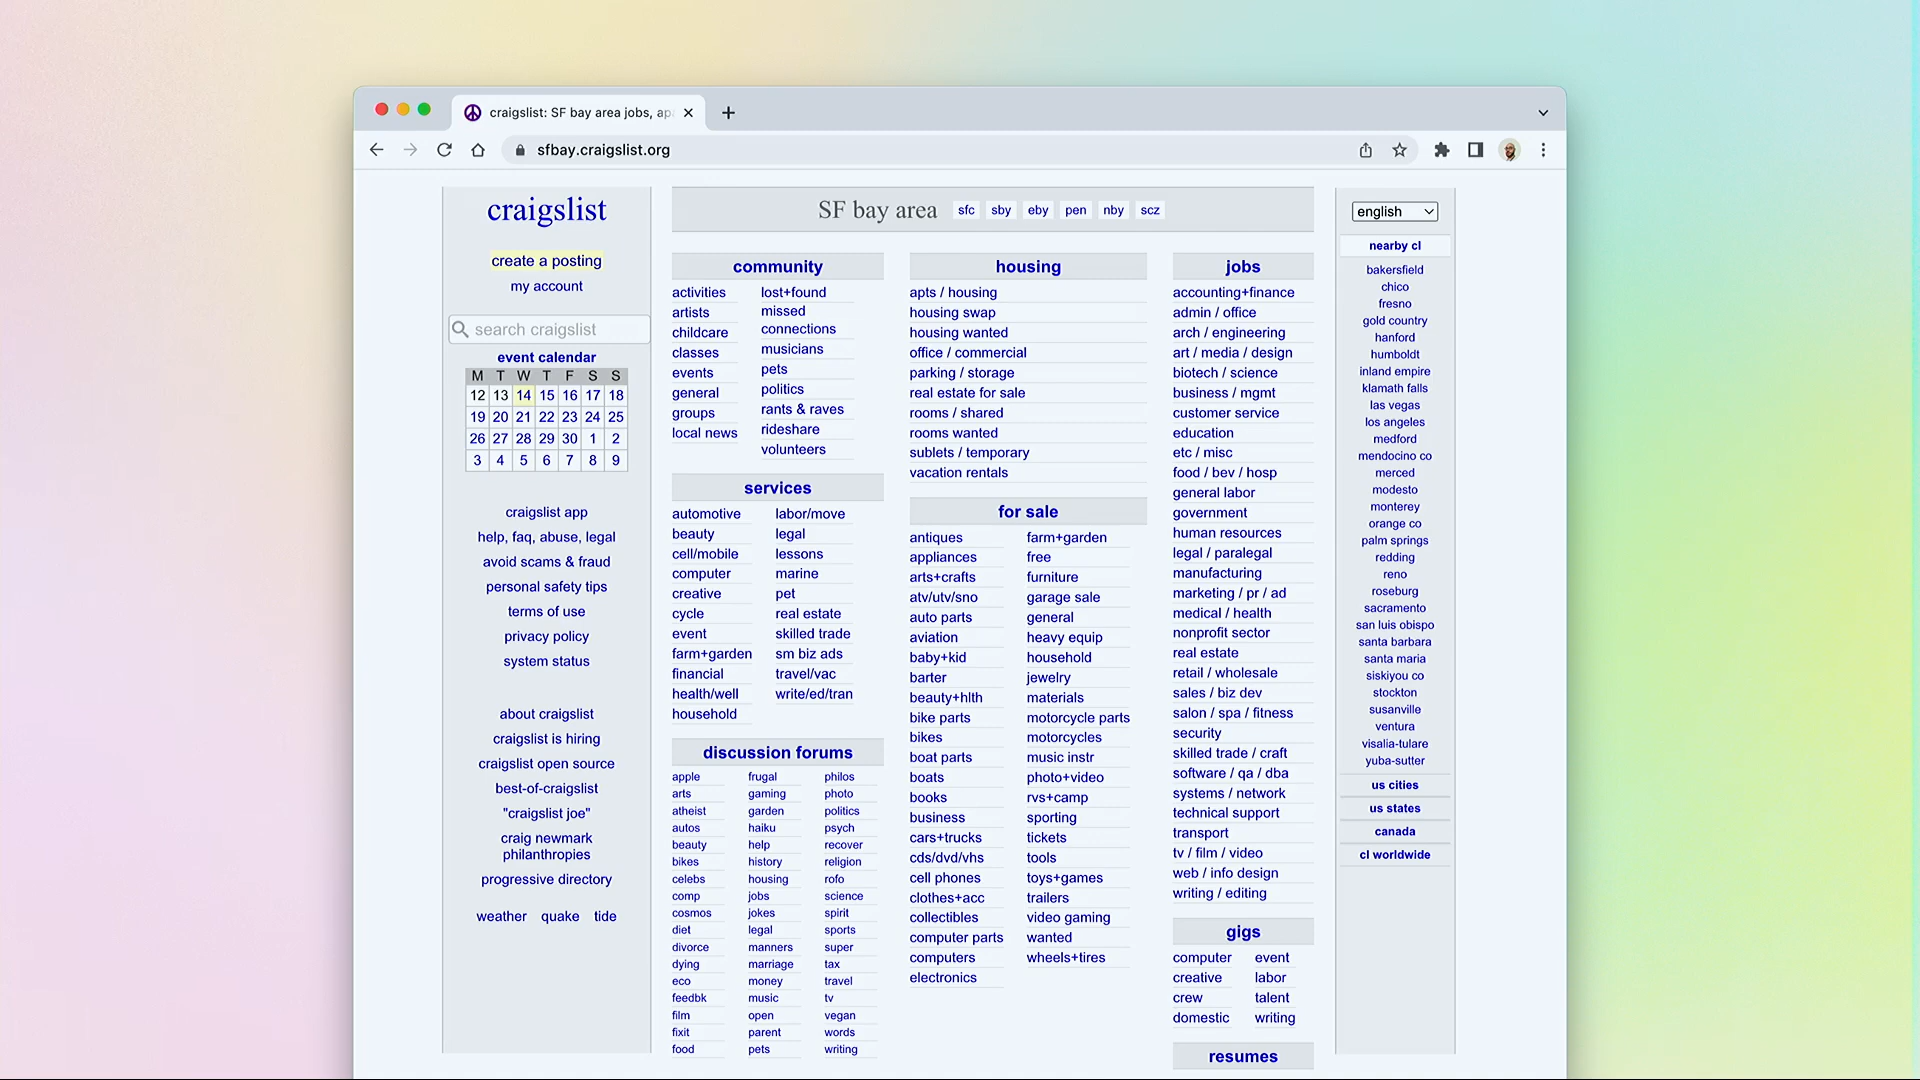 craigslist: SF bay area jobs, apa
sfbay.craigslist.org
craigslist
create a posting
my account
search craigslist
event calendar
M T W T F S S
12 13 14 15 16 17 18
19 20 21 22 23 24 25
26 27 28 29 30 1 2
3 4 5 6 7 8 9
craigslist app
help, faq, abuse, legal
avoid scams & fraud
personal safety tips
terms of use
privacy policy
system status
about craigslist
craigslist is hiring
craigslist open source
best-of-craigslist
"craigslist joe"
craig newmark
philanthropies
progressive directory
weather quake tide
SF bay area sfc sby eby pen nby scz
community
activities
artists
childcare
classes
events
general
groups
local news
lost+found
missed
connections
musicians
pets
politics
rants & raves
rideshare
volunteers
services
automotive
beauty
cell/mobile
computer
creative
cycle
event
farm+garden
financial
health/well
household
labor/move
legal
lessons
marine
pet
real estate
skilled trade
sm biz ads
travel/vac
write/ed/tran
discussion forums
apple
arts
atheist
autos
beauty
bikes
celebs
comp
cosmos
diet
divorce
dying
eco
feedbk
film
fixit
food
frugal
gaming
garden
haiku
help
history
housing
jobs
jokes
legal
manners
marriage
money
music
open
parent
pets
philos
photo
politics
psych
recover
religion
rofo
science
spirit
sports
super
tax
travel
tv
vegan
words
writing
housing
apts / housing
housing swap
housing wanted
office / commercial
parking / storage
real estate for sale
rooms / shared
rooms wanted
sublets / temporary
vacation rentals
for sale
antiques
appliances
arts+crafts
atv/utv/sno
auto parts
aviation
baby+kid
barter
beauty+hlth
bike parts
bikes
boat parts
boats
books
business
cars+trucks
cds/dvd/vhs
cell phones
clothes+acc
collectibles
computer parts
computers
electronics
farm+garden
free
furniture
garage sale
general
heavy equip
household
jewelry
materials
motorcycle parts
motorcycles
music instr
photo+video
rvs+camp
sporting
tickets
tools
toys+games
trailers
video gaming
wanted
wheels+tires
jobs
accounting+finance
admin / office
arch / engineering
art / media / design
biotech / science
business / mgmt
customer service
education
etc / misc
food / bev / hosp
general labor
government
human resources
legal / paralegal
manufacturing
marketing / pr / ad
medical / health
nonprofit sector
real estate
retail / wholesale
sales / biz dev
salon / spa / fitness
security
skilled trade / craft
software / qa / dba
systems / network
technical support
transport
tv / film / video
web / info design
writing / editing
gigs
computer
creative
crew
domestic
event
labor
talent
writing
resumes
english
nearby cl
bakersfield
chico
fresno
gold country
hanford
humboldt
inland empire
klamath falls
las vegas
los angeles
medford
mendocino co
merced
modesto
monterey
orange co
palm springs
redding
reno
roseburg
sacramento
san luis obispo
santa barbara
santa maria
siskiyou co
stockton
susanville
ventura
visalia-tulare
yuba-sutter
us cities
us states
canada
cl worldwide